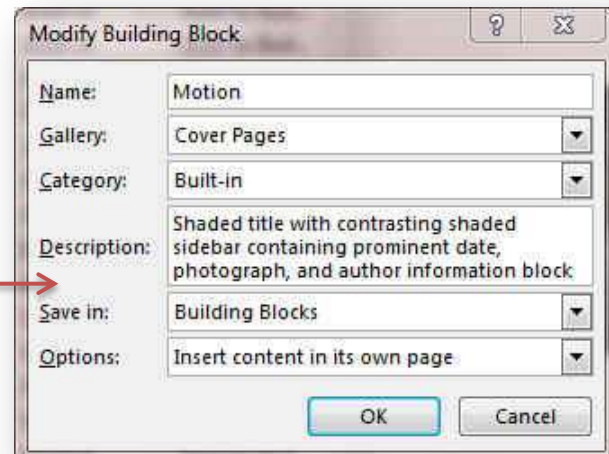 Modify Building Block
Name: Motion
Gallery: Cover Pages
Category: Built-in
Description: Shaded title with contrasting shaded
sidebar containing prominent date,
photograph, and author information block
Save in: Building Blocks
Options: Insert content in its own page
OK Cancel